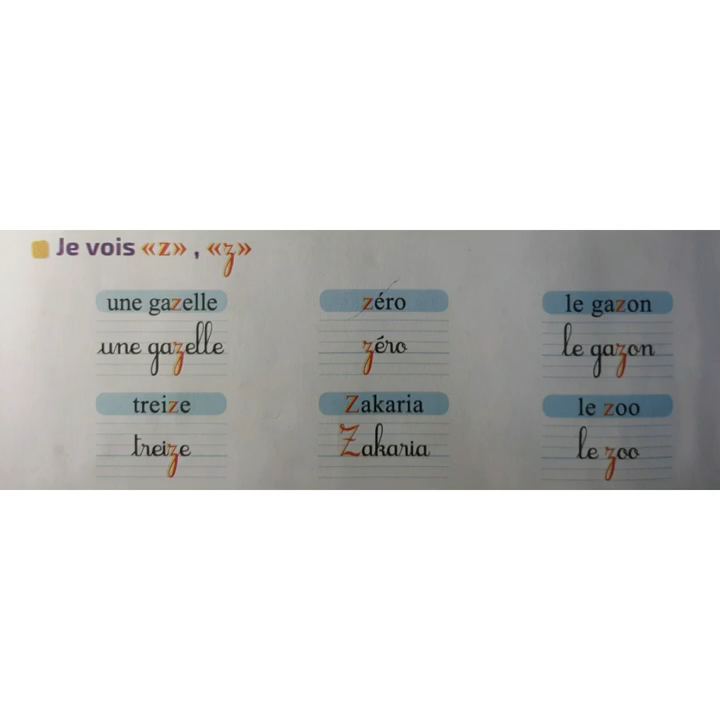 Je vois «z» , «z»
une gazelle
une gazelle
zéro
zéro
le gazon
le gazon
treize
treize
Zakaria
Zakaria
le zoo
le zoo